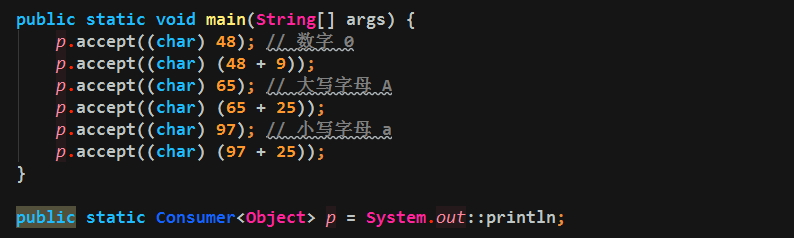 public static void main(String[] args) {
p.accept((char) 48); // 数字 0
p.accept((char) (48 + 9));
p.accept((char) 65); // 大写字母 A
p.accept((char) (65 + 25));
p.accept((char) 97); // 小写字母 a
p.accept((char) (97 + 25));
}
public static Consumer<Object> p = System.out::println;